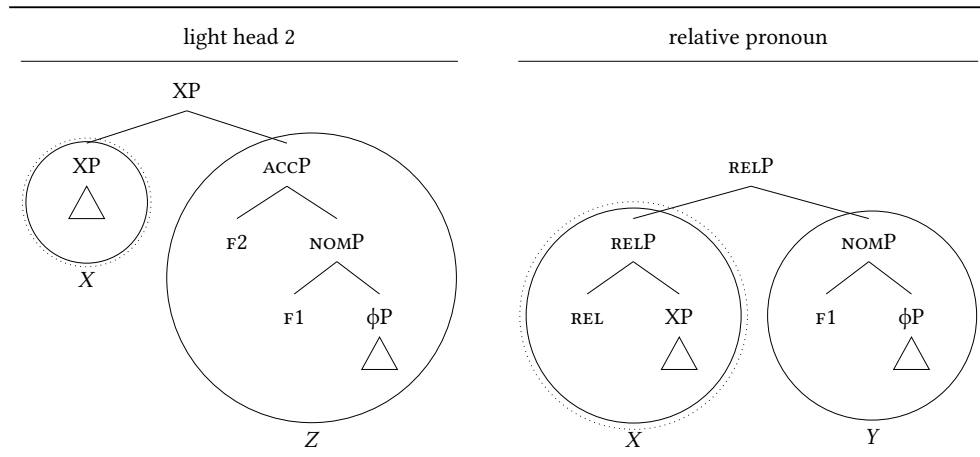 light head 2 relative pronoun
XP
XP ACCP RELP
F2 NOMP RELP NOMP
X
F1 ϕP REL XP F1 ϕP
Z X Y